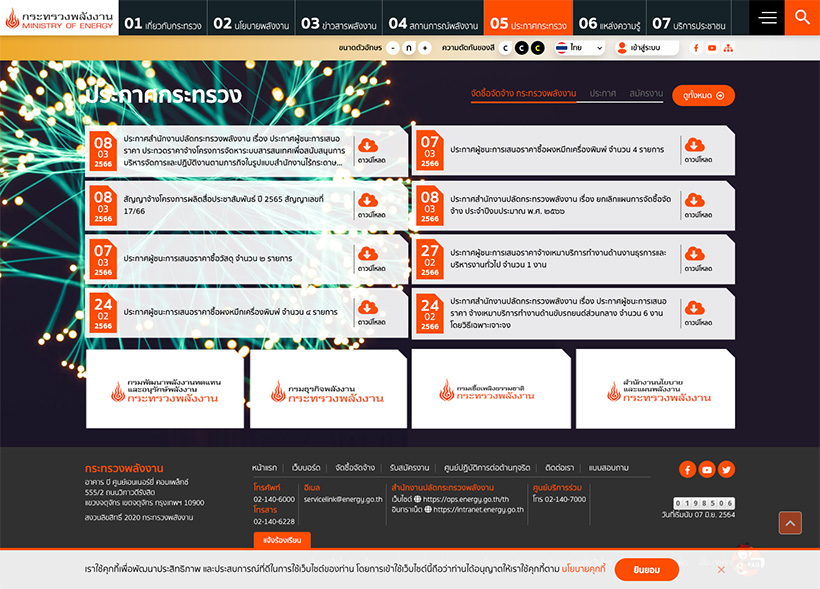 กระทรวงพลังงาน
MINISTRY OF ENERGY
01 เกี่ยวกับกระทรวง
02 นโยบายพลังงาน
03 ข่าวสารพลังงาน
04 สถานการณ์พลังงาน
05 ประกาศกระทรวง
06 แหล่งความรู้
07 บริการประชาชน
ขนาดตัวอักษร - ก +
ความตัดกันของสี C C C
ไทย
เข้าสู่ระบบ
ประกาศกระทรวง
จัดซื้อจัดจ้าง กระทรวงพลังงาน
ประกาศ
สมัครงาน
ดูทั้งหมด
08
03
2566
ประกาศสำนักงานปลัดกระทรวงพลังงาน เรื่อง ประกาศผู้ชนะการเสนอ
ราคา ประกวดราคาจ้างโครงการจัดหาระบบสารสนเทศเพื่อสนับสนุนการ
บริหารจัดการและปฏิบัติงานตามภารกิจในรูปแบบสำนักงานไร้กระดาษ...
ดาวน์โหลด
07
03
2566
ประกาศผู้ชนะการเสนอราคาซื้อผงหมึกเครื่องพิมพ์ จำนวน 4 รายการ
ดาวน์โหลด
08
03
2566
สัญญาจ้างโครงการผลิตสื่อประชาสัมพันธ์ ปี 2565 สัญญาเลขที่
17/66
ดาวน์โหลด
08
03
2566
ประกาศสำนักงานปลัดกระทรวงพลังงาน เรื่อง ยกเลิกแผนการจัดซื้อจัด
จ้าง ประจำปีงบประมาณ พ.ศ. ๒๕๖๖
ดาวน์โหลด
07
03
2566
ประกาศผู้ชนะการเสนอราคาซื้อวัสดุ จำนวน ๒ รายการ
ดาวน์โหลด
27
02
2566
ประกาศผู้ชนะการเสนอราคาจ้างเหมาบริการทำงานด้านงานธุรการและ
บริหารงานทั่วไป จำนวน 1 งาน
ดาวน์โหลด
24
02
2566
ประกาศผู้ชนะการเสนอราคาซื้อผงหมึกเครื่องพิมพ์ จำนวน ๔ รายการ
ดาวน์โหลด
24
02
2566
ประกาศสำนักงานปลัดกระทรวงพลังงาน เรื่อง ประกาศผู้ชนะการเสนอ
ราคา จ้างเหมาบริการทำงานด้านขับรถยนต์ส่วนกลาง จำนวน 6 งาน
โดยวิธีเฉพาะเจาะจง
ดาวน์โหลด
กรมพัฒนาพลังงานทดแทน
และอนุรักษ์พลังงาน
กระทรวงพลังงาน
กรมธุรกิจพลังงาน
กระทรวงพลังงาน
กรมเชื้อเพลิงธรรมชาติ
กระทรวงพลังงาน
สำนักงานนโยบาย
และแผนพลังงาน
กระทรวงพลังงาน
กระทรวงพลังงาน
อาคาร บี ศูนย์เอนเนอร์ยี่ คอมเพล็กซ์
555/2 ถนนวิภาวดีรังสิต
แขวงจตุจักร เขตจตุจักร กรุงเทพฯ 10900
สงวนลิขสิทธิ์ 2020 กระทรวงพลังงาน
หน้าแรก | เว็บบอร์ด | จัดซื้อจัดจ้าง | รับสมัครงาน | ศูนย์ปฏิบัติการต่อต้านทุจริต | ติดต่อเรา | แบบสอบถาม
โทรศัพท์
02-140-6000
โทรสาร
02-140-6228
อีเมล
servicelink@energy.go.th
สำนักงานปลัดกระทรวงพลังงาน
เว็บไซต์ https://ops.energy.go.th/th
อินทราเน็ต https://intranet.energy.go.th
ศูนย์บริการร่วม
โทร 02-140-7000
แจ้งร้องเรียน
0198506
วันที่เริ่มนับ 07 มิ.ย. 2564
เราใช้คุกกี้เพื่อพัฒนาประสิทธิภาพ และประสบการณ์ที่ดีในการใช้เว็บไซต์ของท่าน โดยการเข้าใช้เว็บไซต์นี้ถือว่าท่านได้อนุญาตให้เราใช้คุกกี้ตาม นโยบายคุกกี้
ยินยอม